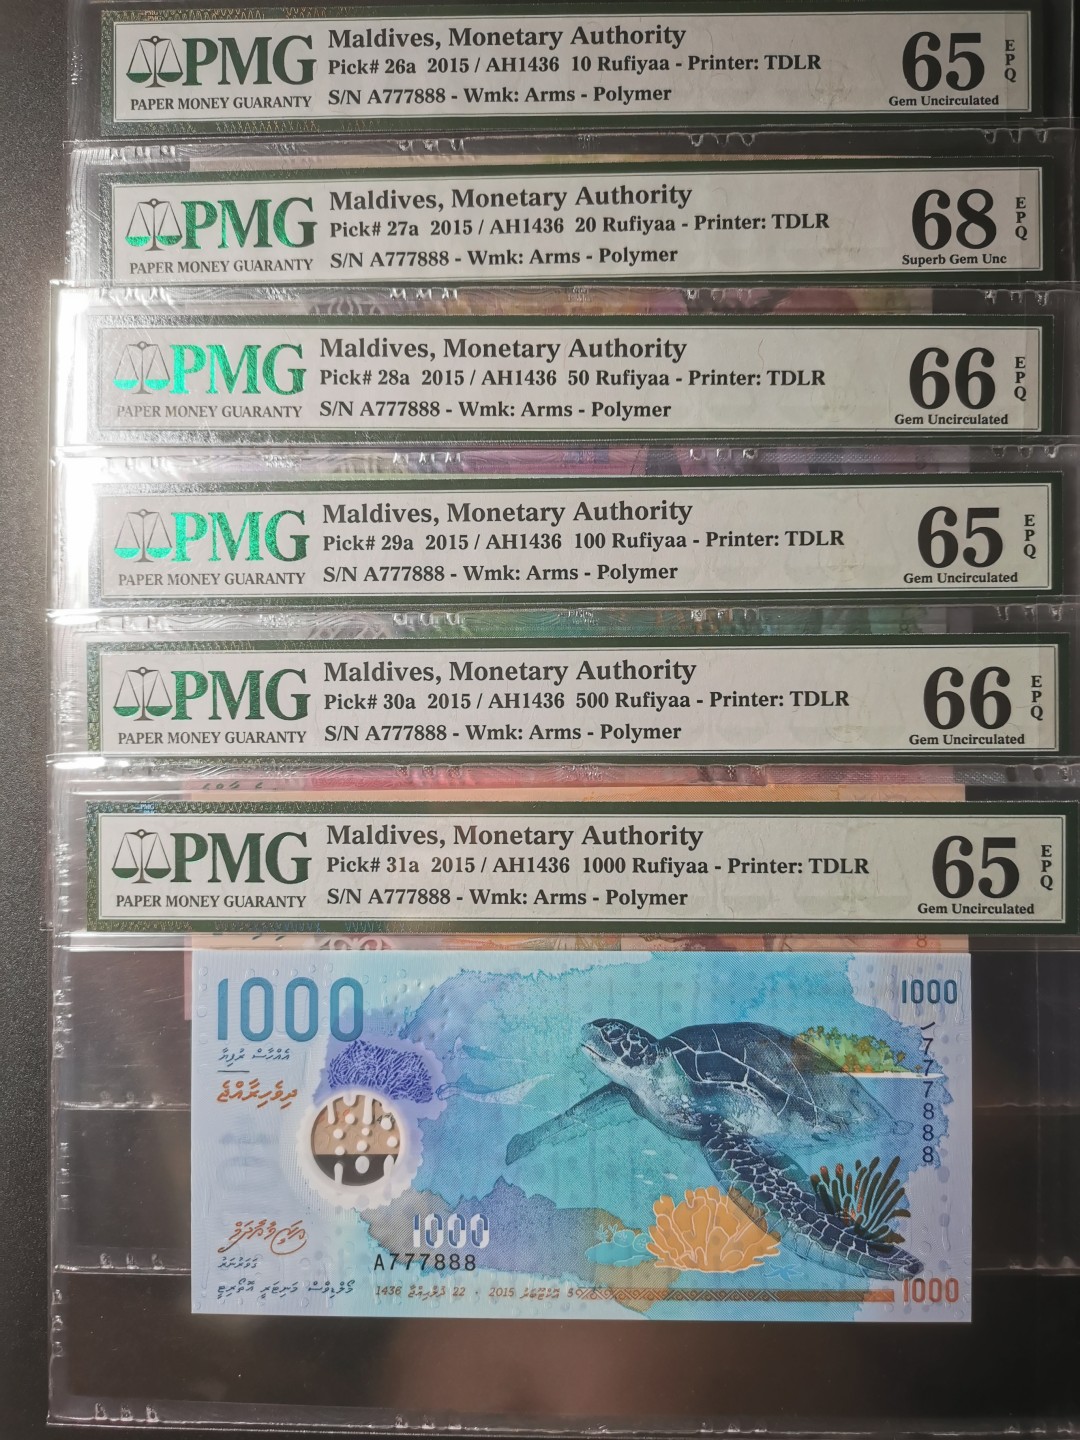 PMG
PAPER MONEY GUARANTY
Maldives, Monetary Authority
Pick# 26a 2015 / AH1436 10 Rufiyaa - Printer: TDLR
S/N A777888 - Wmk: Arms - Polymer
65 EPQ
Gem Uncirculated
PMG
PAPER MONEY GUARANTY
Maldives, Monetary Authority
Pick# 27a 2015 / AH1436 20 Rufiyaa - Printer: TDLR
S/N A777888 - Wmk: Arms - Polymer
68 EPQ
Superb Gem Unc
PMG
PAPER MONEY GUARANTY
Maldives, Monetary Authority
Pick# 28a 2015 / AH1436 50 Rufiyaa - Printer: TDLR
S/N A777888 - Wmk: Arms - Polymer
66 EPQ
Gem Uncirculated
PMG
PAPER MONEY GUARANTY
Maldives, Monetary Authority
Pick# 29a 2015 / AH1436 100 Rufiyaa - Printer: TDLR
S/N A777888 - Wmk: Arms - Polymer
65 EPQ
Gem Uncirculated
PMG
PAPER MONEY GUARANTY
Maldives, Monetary Authority
Pick# 30a 2015 / AH1436 500 Rufiyaa - Printer: TDLR
S/N A777888 - Wmk: Arms - Polymer
66 EPQ
Gem Uncirculated
PMG
PAPER MONEY GUARANTY
Maldives, Monetary Authority
Pick# 31a 2015 / AH1436 1000 Rufiyaa - Printer: TDLR
S/N A777888 - Wmk: Arms - Polymer
65 EPQ
Gem Uncirculated
1000
1000
އެއްހާސް ރުފިޔާ
ދިވެހިރާއްޖެ
777888
1000
A777888
ގަވަރުނަރު
މޯލްޑިވްސް މަނިޓަރީ އޮތޯރިޓީ
1436
22
2015
5
1000